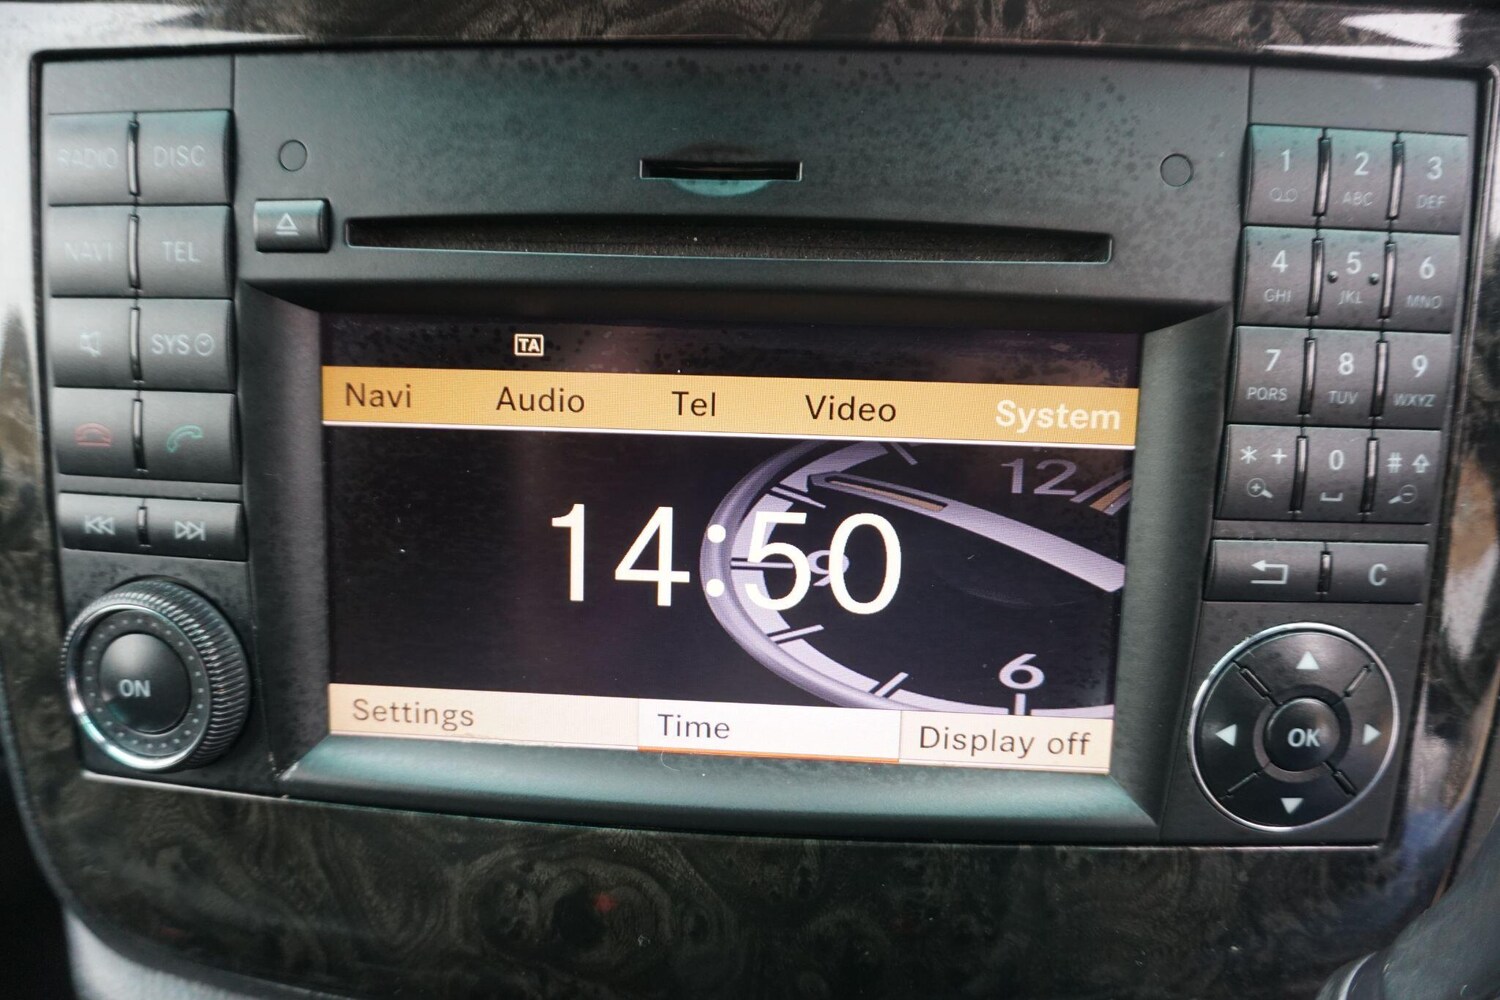 RADIO DISC
NAVI TEL
SYS
ON
TA
Navi Audio Tel Video System
14:50
12
9
6
Settings Time Display off
1 2 3
ABC DEF
4 5 6
GHI JKL MNO
7 8 9
PQRS TUV WXYZ
* + 0 #
C
OK